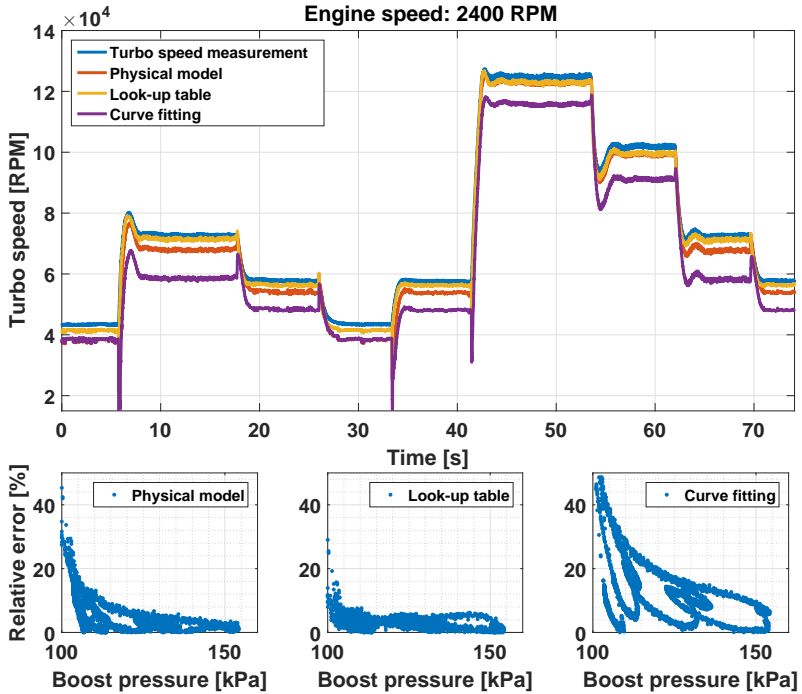 Engine speed: 2400 RPM
× 10⁴
Turbo speed [RPM]
14
12
10
8
6
4
2
Turbo speed measurement
Physical model
Look-up table
Curve fitting
0 10 20 30 40 50 60 70
Time [s]
Relative error [%]
40
20
0
Physical model
100 150
Boost pressure [kPa]
40
20
0
Look-up table
100 150
Boost pressure [kPa]
40
20
0
Curve fitting
100 150
Boost pressure [kPa]